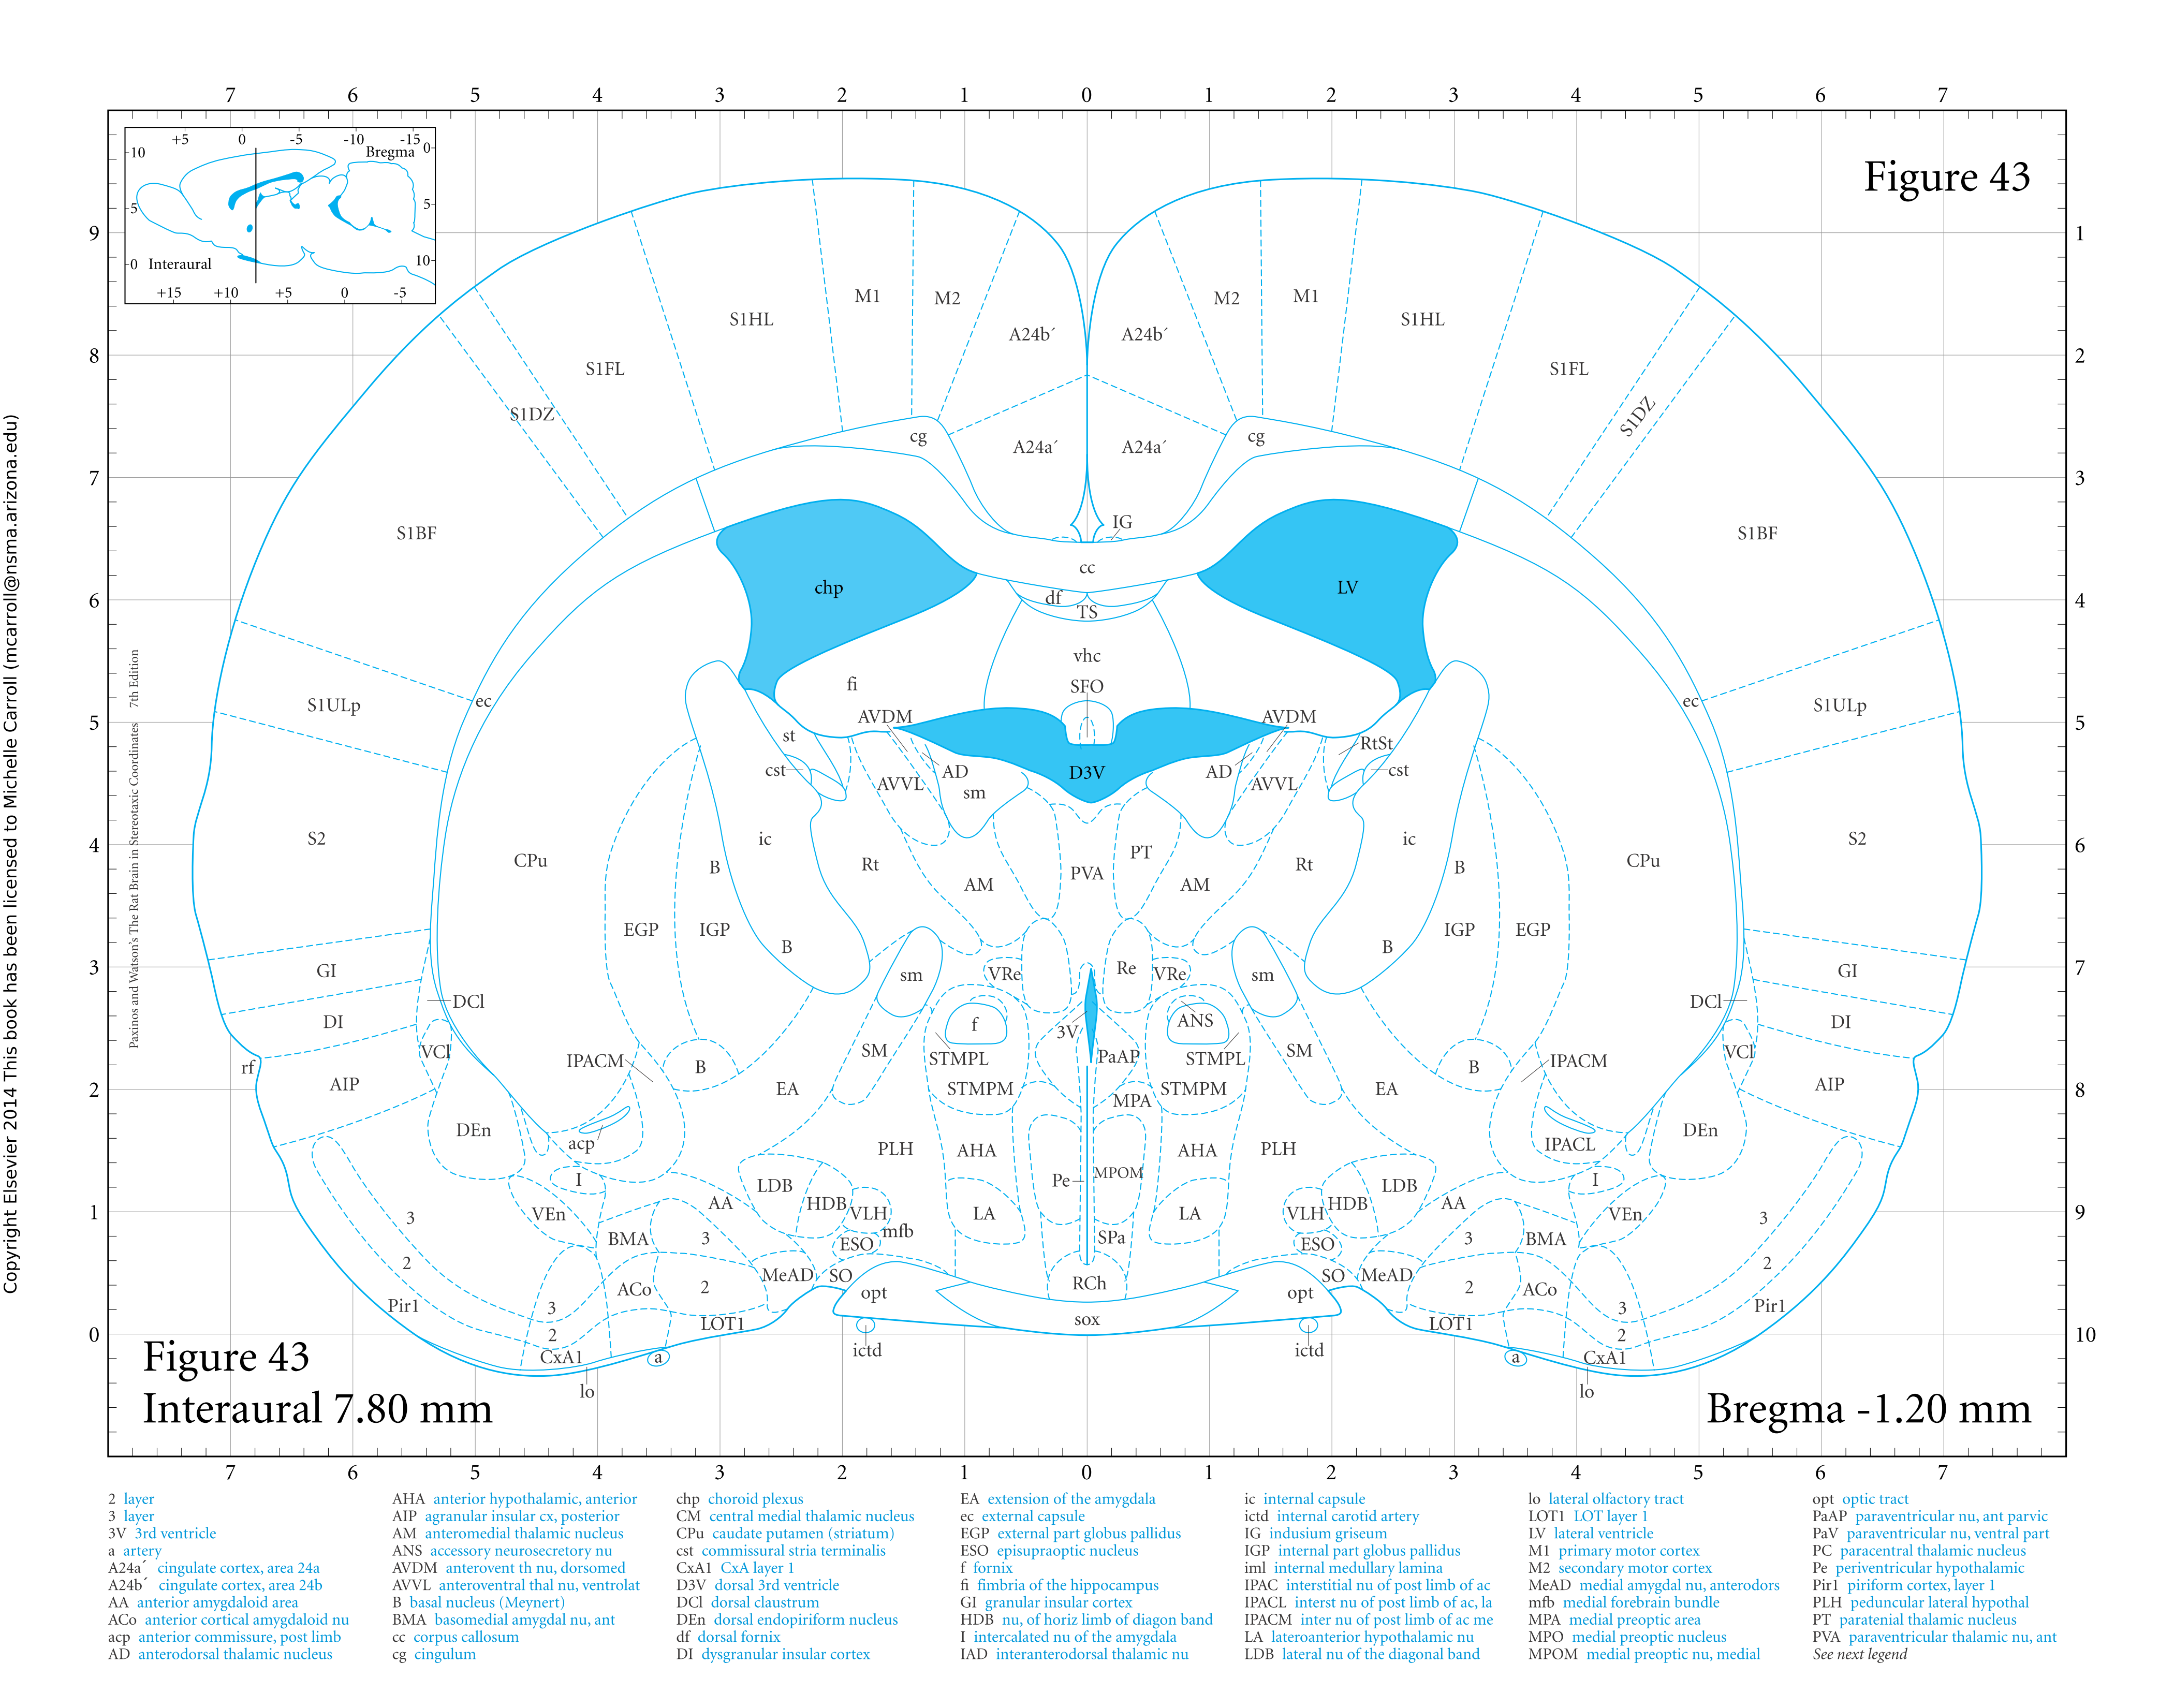 7 6 5 4 3 2 1 0 1 2 3 4 5 6 7
+5 0 -5 -10 -15
Bregma 0
10
5 5
10
0 Interaural
+15 +10 +5 0 -5
Figure 43
9 1
8 2
7 3
6 4
5 5
4 6
3 7
2 8
1 9
0 10
M1 M2 M2 M1
S1HL A24b´ A24b´ S1HL
S1FL S1FL
S1DZ S1DZ
cg A24a´ A24a´ cg
S1BF IG S1BF
cc
chp LV
df
TS
vhc
fi SFO
S1ULp ec ec S1ULp
AVDM AVDM
st RtSt
cst AD D3V AD cst
AVVL sm AVVL
S2 ic ic S2
CPu B Rt PVA PT Rt B CPu
AM AM
EGP IGP B B IGP EGP
GI sm VRe Re VRe sm GI
DCl DCl
DI f 3V ANS DI
VCl SM SM VCl
IPACM STMPL PaAP STMPL IPACM
rf B B
AIP EA STMPM STMPM EA AIP
MPA
DEn acp IPACL DEn
PLH AHA AHA PLH
I LDB Pe MPOM LDB I
AA HDB HDB AA
VEn VLH LA LA VLH VEn
3 mfb 3
BMA 3 ESO SPa ESO 3 BMA
2 2
MeAD SO SO MeAD
ACo 2 opt RCh opt 2 ACo
Pir1 3 3 Pir1
LOT1 sox LOT1
2 2
CxA1 a ictd ictd a CxA1
lo lo
Figure 43
Interaural 7.80 mm
Bregma -1.20 mm
7 6 5 4 3 2 1 0 1 2 3 4 5 6 7
Copyright Elsevier 2014 This book has been licensed to Michelle Carroll (mcarroll@nsma.arizona.edu)
Paxinos and Watson's The Rat Brain in Stereotaxic Coordinates 7th Edition
2 layer
3 layer
3V 3rd ventricle
a artery
A24a´ cingulate cortex, area 24a
A24b´ cingulate cortex, area 24b
AA anterior amygdaloid area
ACo anterior cortical amygdaloid nu
acp anterior commissure, post limb
AD anterodorsal thalamic nucleus
AHA anterior hypothalamic, anterior
AIP agranular insular cx, posterior
AM anteromedial thalamic nucleus
ANS accessory neurosecretory nu
AVDM anterovent th nu, dorsomed
AVVL anteroventral thal nu, ventrolat
B basal nucleus (Meynert)
BMA basomedial amygdal nu, ant
cc corpus callosum
cg cingulum
chp choroid plexus
CM central medial thalamic nucleus
CPu caudate putamen (striatum)
cst commissural stria terminalis
CxA1 CxA layer 1
D3V dorsal 3rd ventricle
DCl dorsal claustrum
DEn dorsal endopiriform nucleus
df dorsal fornix
DI dysgranular insular cortex
EA extension of the amygdala
ec external capsule
EGP external part globus pallidus
ESO episupraoptic nucleus
f fornix
fi fimbria of the hippocampus
GI granular insular cortex
HDB nu, of horiz limb of diagon band
I intercalated nu of the amygdala
IAD interanterodorsal thalamic nu
ic internal capsule
ictd internal carotid artery
IG indusium griseum
IGP internal part globus pallidus
iml internal medullary lamina
IPAC interstitial nu of post limb of ac
IPACL interst nu of post limb of ac, la
IPACM inter nu of post limb of ac me
LA lateroanterior hypothalamic nu
LDB lateral nu of the diagonal band
lo lateral olfactory tract
LOT1 LOT layer 1
LV lateral ventricle
M1 primary motor cortex
M2 secondary motor cortex
MeAD medial amygdal nu, anterodors
mfb medial forebrain bundle
MPA medial preoptic area
MPO medial preoptic nucleus
MPOM medial preoptic nu, medial
opt optic tract
PaAP paraventricular nu, ant parvic
PaV paraventricular nu, ventral part
PC paracentral thalamic nucleus
Pe periventricular hypothalamic
Pir1 piriform cortex, layer 1
PLH peduncular lateral hypothal
PT paratenial thalamic nucleus
PVA paraventricular thalamic nu, ant
See next legend